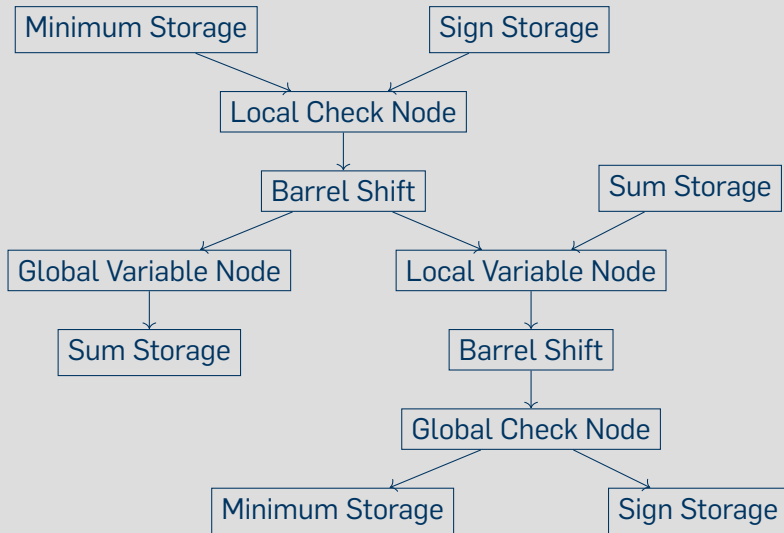 Minimum Storage
Sign Storage
Local Check Node
Barrel Shift
Sum Storage
Global Variable Node
Local Variable Node
Sum Storage
Barrel Shift
Global Check Node
Minimum Storage
Sign Storage